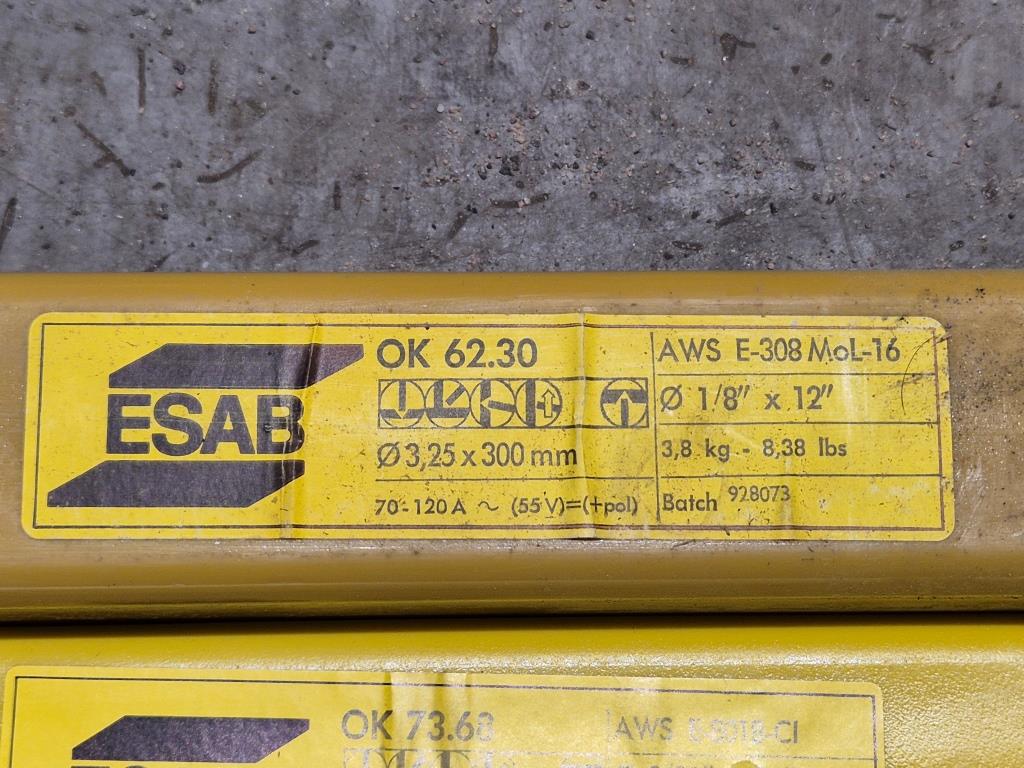 ESAB
OK 62.30
Ø 3,25 x 300 mm
70-120 A ~ (55 V)=(+pol)
AWS E-308 MoL-16
Ø 1/8" x 12"
3,8 kg - 8,38 lbs
Batch 928073
OK 73.68
AWS